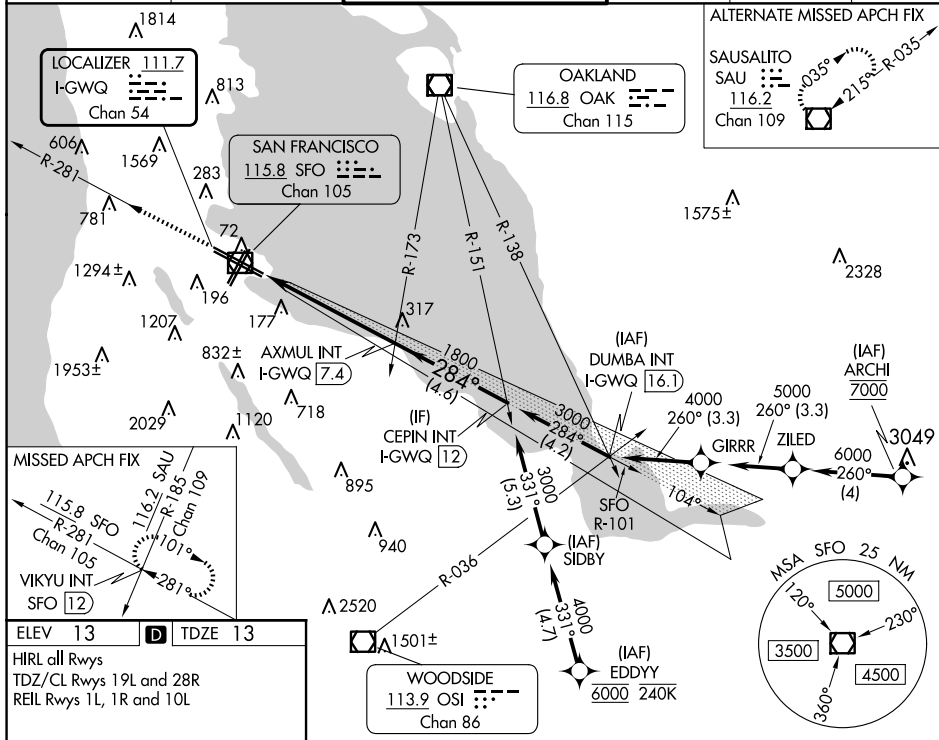 1814
LOCALIZER 111.7
I-GWQ
Chan 54
813
OAKLAND
116.8 OAK
Chan 115
ALTERNATE MISSED APCH FIX
SAUSALITO
SAU
116.2
Chan 109
035°
215°
R-035
606
R-281
1569
SAN FRANCISCO
115.8 SFO
Chan 105
283
781
72
R-173
R-151
R-138
1575±
2328
1294±
196
177
317
1207
1953±
832±
AXMUL INT
I-GWQ 7.4
1800
284°
(4.6)
(IAF)
DUMBA INT
I-GWQ 16.1
(IAF)
ARCHI
7000
4000
260° (3.3)
5000
260° (3.3)
718
2029
1120
(IF)
CEPIN INT
I-GWQ 12
3000
284°
(4.2)
GIRRR
ZILED
3049
6000
260°
(4)
MISSED APCH FIX
116.2 SAU
R-185
Chan 109
115.8 SFO
R-281
Chan 105
101°
281°
VIKYU INT
SFO 12
895
940
3000
331°
(5.3)
SFO
R-101
104°
(IAF)
SIDBY
R-036
2520
1501±
4000
331°
(4.7)
(IAF)
EDDYY
6000 240K
MSA SFO 25 NM
120°
5000
230°
3500
4500
360°
ELEV 13 D TDZE 13
HIRL all Rwys
TDZ/CL Rwys 19L and 28R
REIL Rwys 1L, 1R and 10L
WOODSIDE
113.9 OSI
Chan 86